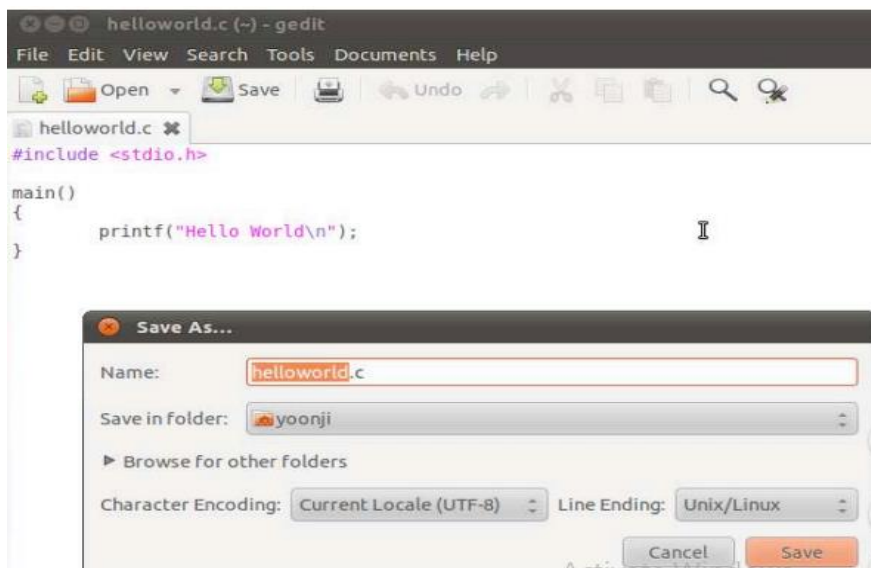 helloworld.c (~) - gedit
File Edit View Search Tools Documents Help
Open Save Undo
helloworld.c
#include <stdio.h>
main()
{
printf("Hello World\n");
}
Save As...
Name: helloworld.c
Save in folder: yoonji
Browse for other folders
Character Encoding: Current Locale (UTF-8) Line Ending: Unix/Linux
Cancel Save